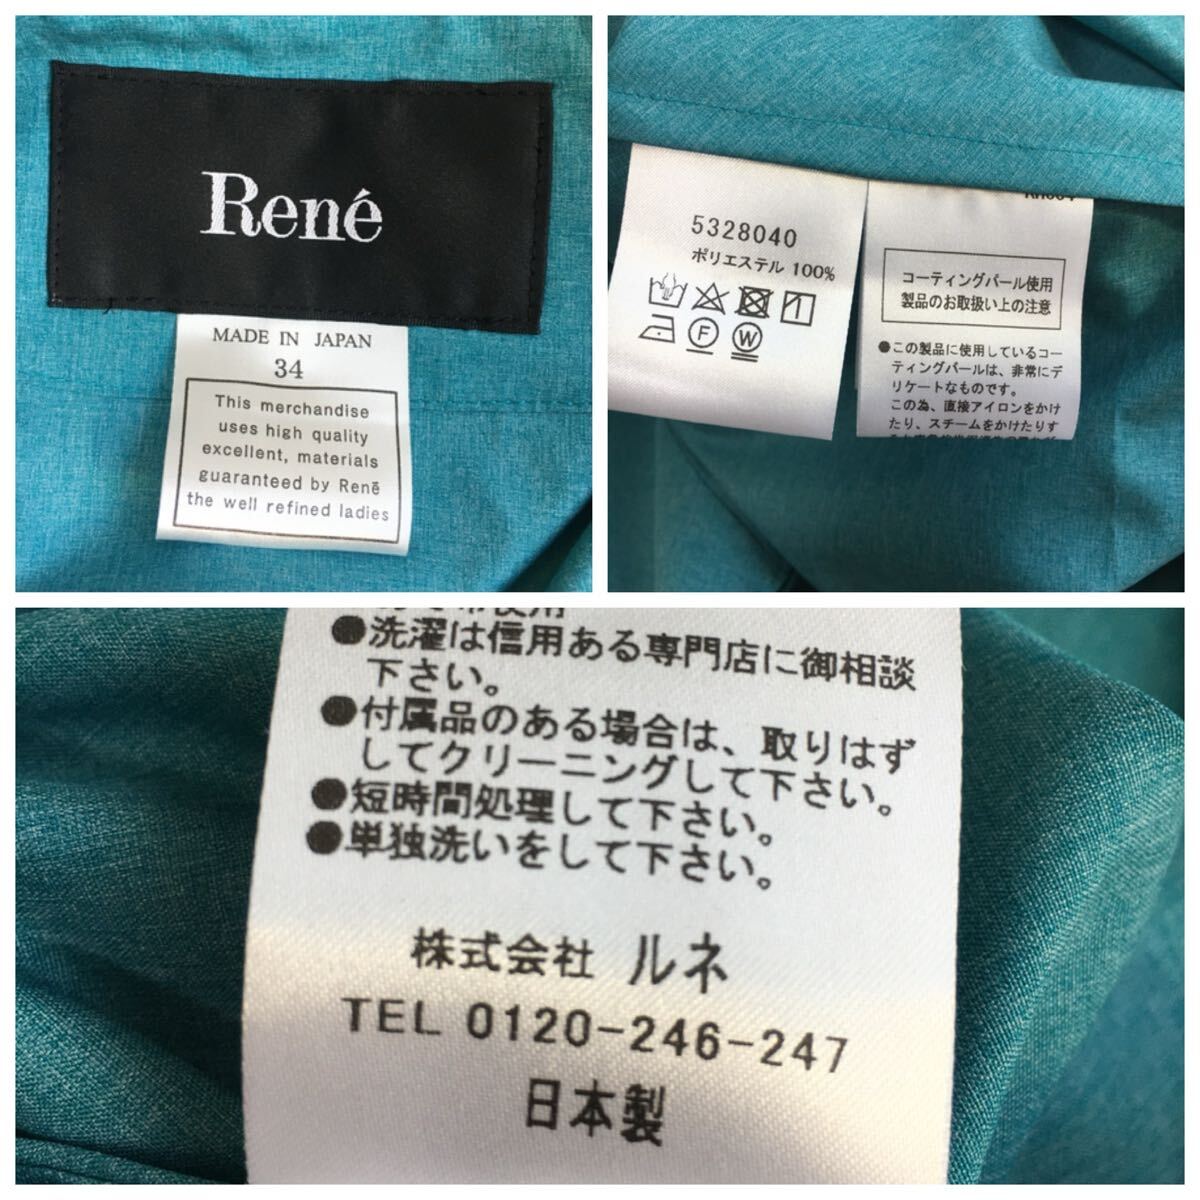 René
MADE IN JAPAN
34
This merchandise
uses high quality
excellent, materials
guaranteed by Renē
the well refined ladies
5328040
ポリエステル 100%
F
W
コーティングパール使用
製品のお取扱い上の注意
●この製品に使用しているコー
ティングパールは、非常にデ
リケートなものです。
この為、直接アイロンをかけ
たり、スチームをかけたりす
●洗濯は信用ある専門店に御相談
下さい。
●付属品のある場合は、取りはず
してクリーニングして下さい。
●短時間処理して下さい。
●単独洗いをして下さい。
株式会社 ルネ
TEL 0120-246-247
日本製